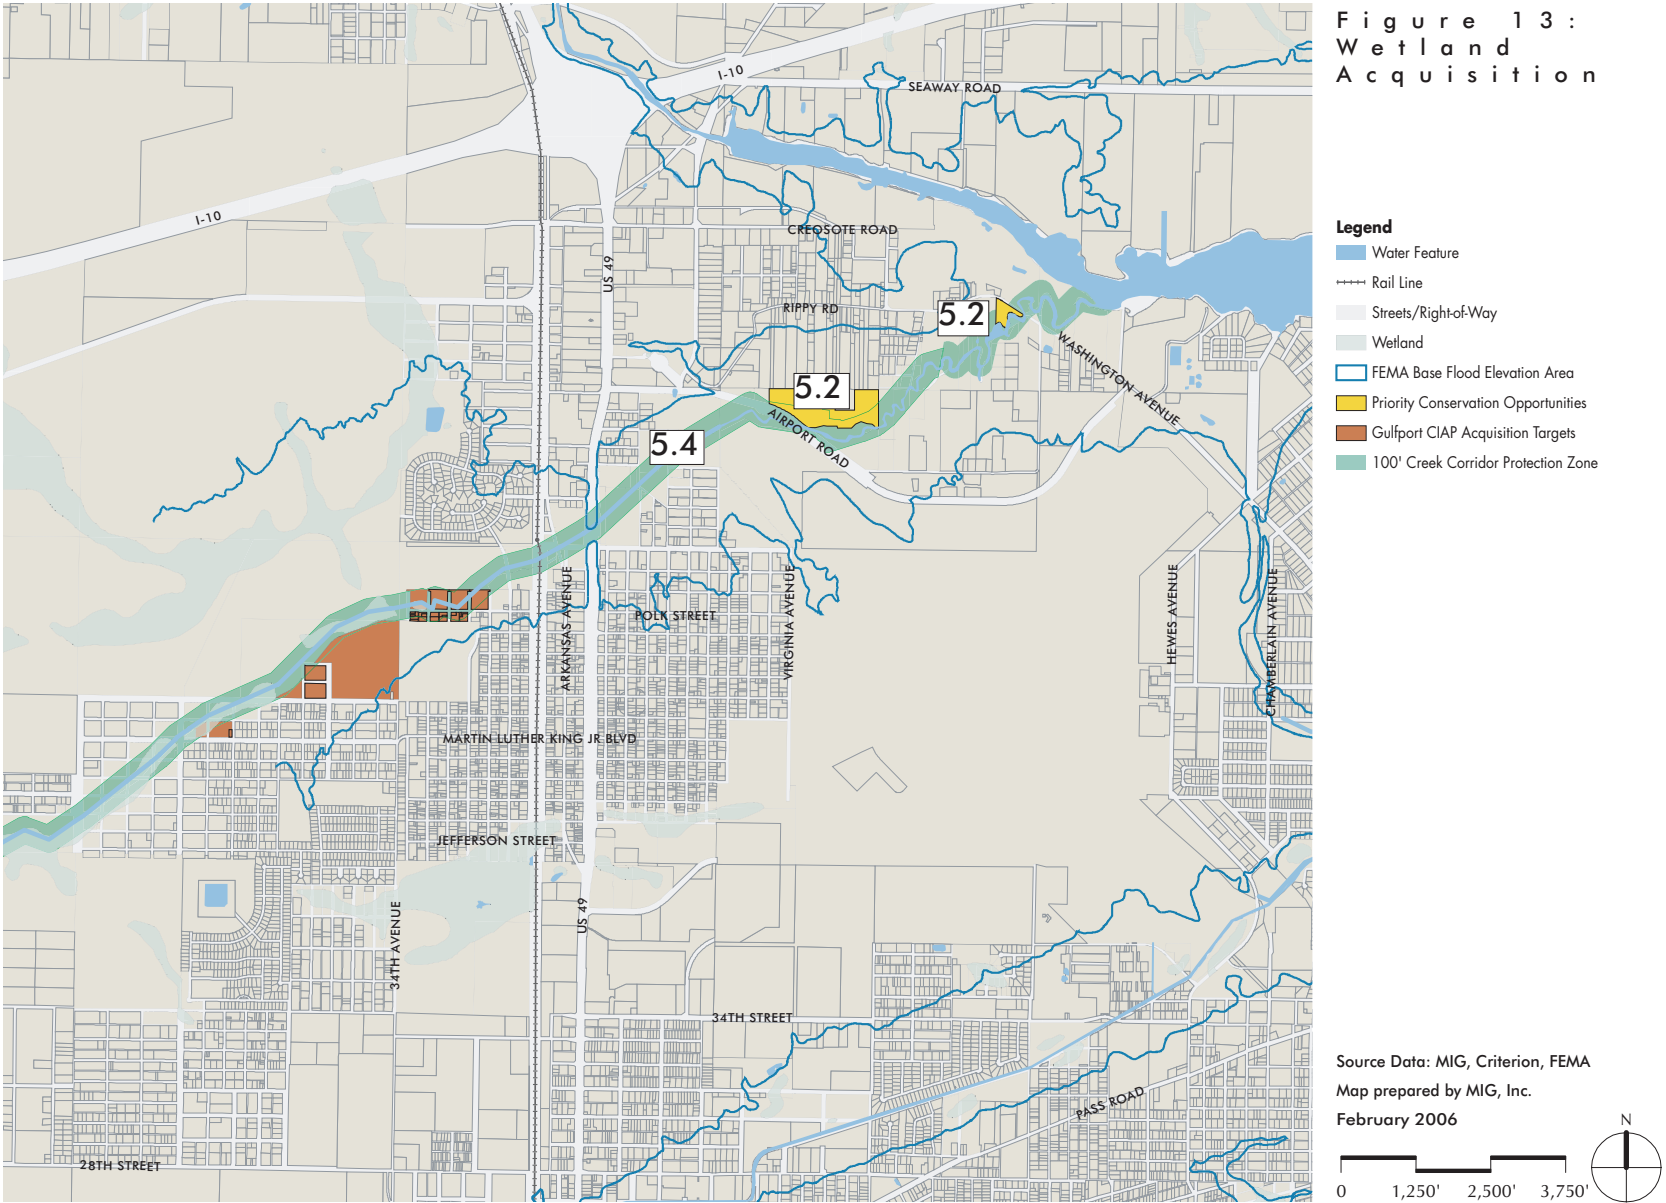 Figure 13:
Wetland
Acquisition
I-10
SEAWAY ROAD
I-10
CREOSOTE ROAD
US 49
RIPPY RD
5.2
WASHINGTON AVENUE
5.2
AIRPORT ROAD
5.4
ARKANSAS AVENUE
POLK STREET
VIRGINIA AVENUE
HEWES AVENUE
CHAMBERLAIN AVENUE
MARTIN LUTHER KING JR BLVD
JEFFERSON STREET
34TH AVENUE
US 49
34TH STREET
PASS ROAD
28TH STREET
Legend
Water Feature
Rail Line
Streets/Right-of-Way
Wetland
FEMA Base Flood Elevation Area
Priority Conservation Opportunities
Gulfport CIAP Acquisition Targets
100' Creek Corridor Protection Zone
Source Data: MIG, Criterion, FEMA
Map prepared by MIG, Inc.
February 2006
N
0 1,250' 2,500' 3,750'